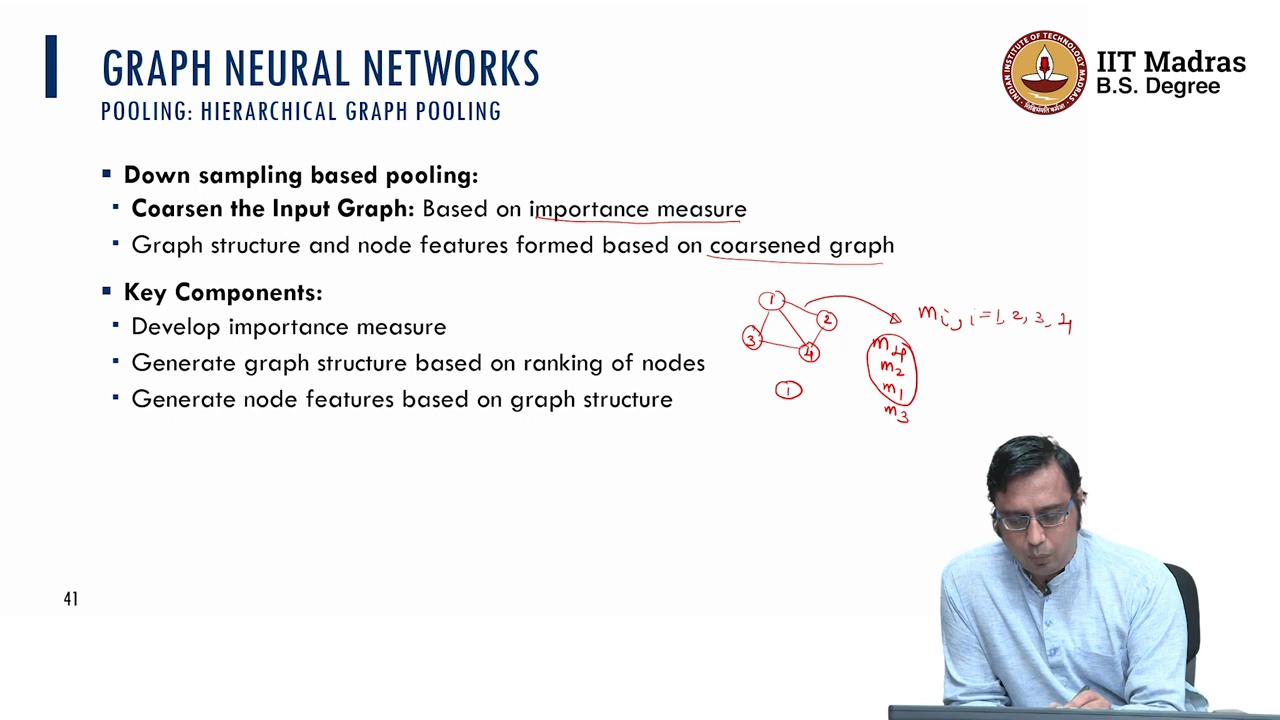 GRAPH NEURAL NETWORKS
POOLING: HIERARCHICAL GRAPH POOLING
IIT Madras
B.S. Degree
Down sampling based pooling:
Coarsen the Input Graph: Based on importance measure
Graph structure and node features formed based on coarsened graph
Key Components:
Develop importance measure
Generate graph structure based on ranking of nodes
Generate node features based on graph structure
1
2
3
4
1
mi, i=1, 2, 3, 4
m4
m2
m1
m3
41